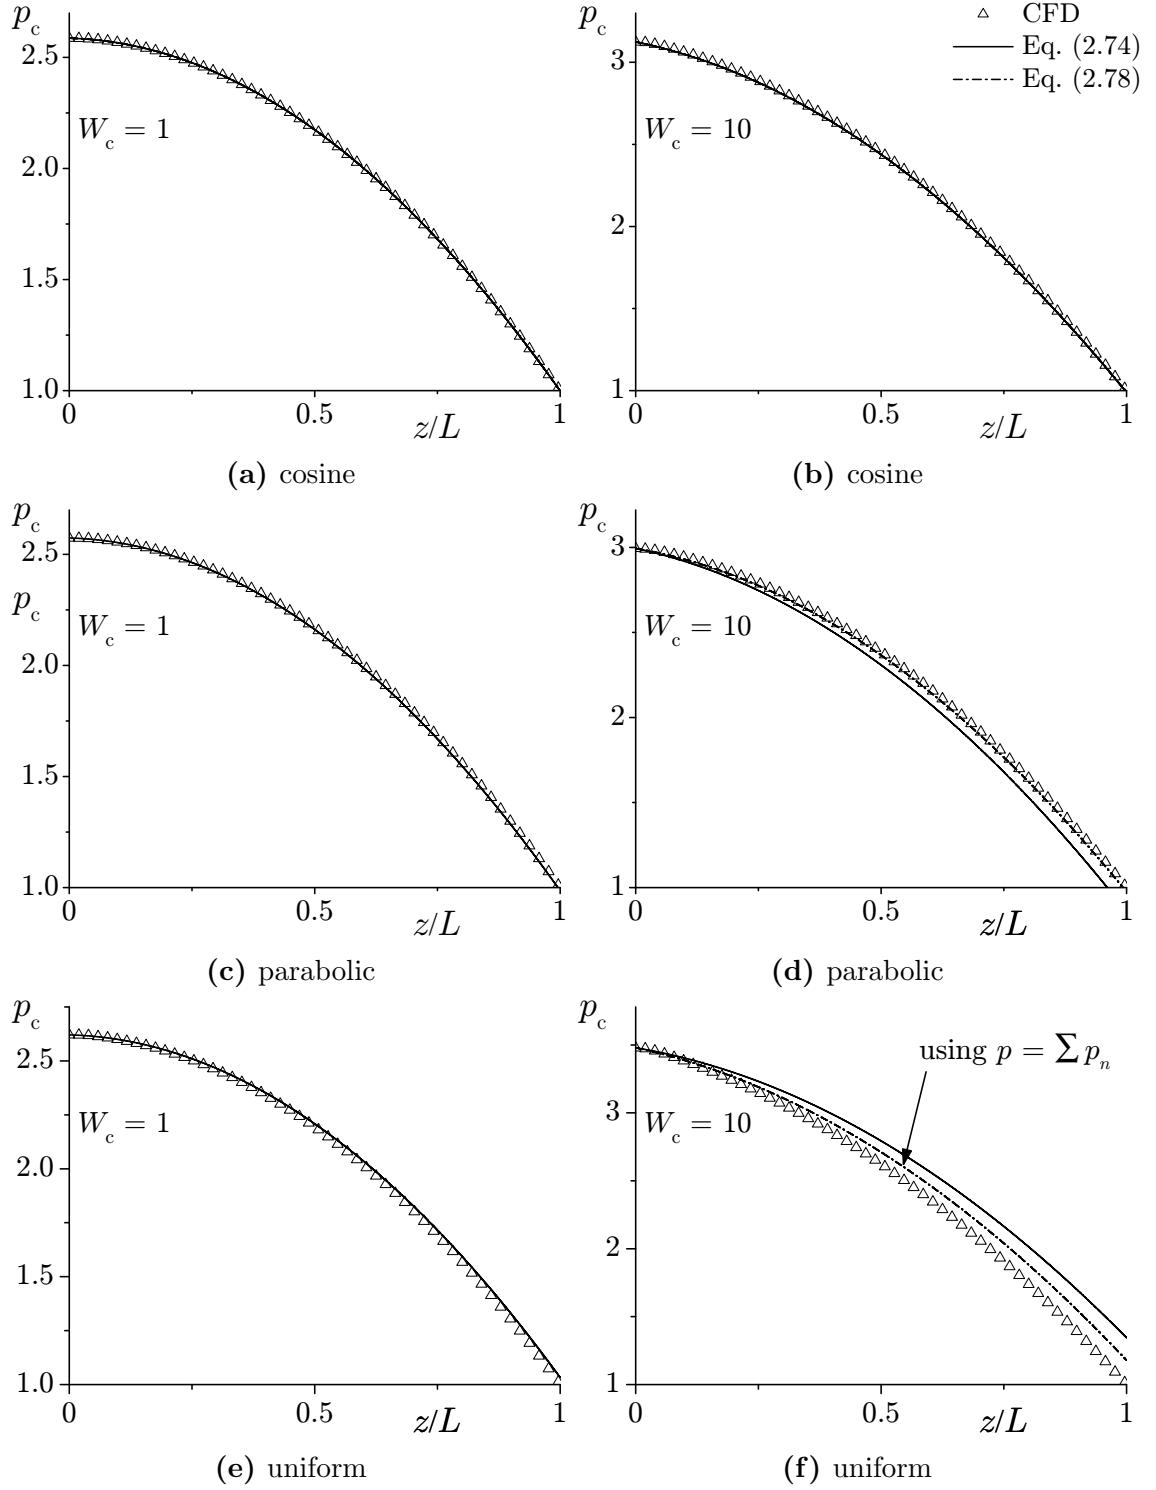 p_c
2.5
2.0
1.5
1.0
W_c = 1
0 0.5 1
z/L
(a) cosine
p_c
3
2
1
W_c = 10
0 0.5 1
z/L
(b) cosine
CFD
Eq. (2.74)
Eq. (2.78)
p_c
2.5
p_c
2.0
1.5
1.0
W_c = 1
0 0.5 1
z/L
(c) parabolic
p_c
3
2
1
W_c = 10
0 0.5 1
z/L
(d) parabolic
p_c
2.5
2.0
1.5
1.0
W_c = 1
0 0.5 1
z/L
(e) uniform
p_c
3
2
1
using p = ∑ p_n
W_c = 10
0 0.5 1
z/L
(f) uniform